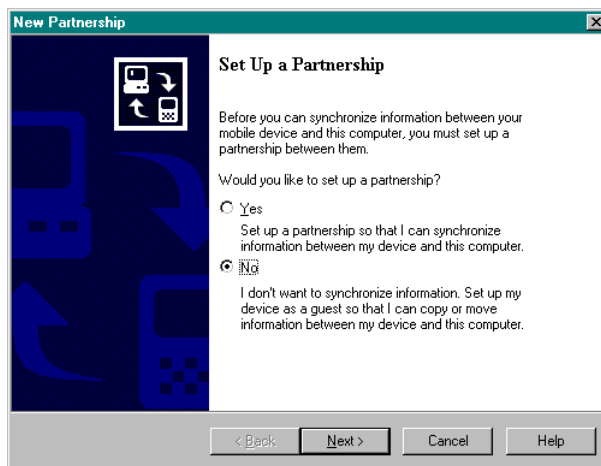 New Partnership
Set Up a Partnership
Before you can synchronize information between your
mobile device and this computer, you must set up a
partnership between them.
Would you like to set up a partnership?
Yes
Set up a partnership so that I can synchronize
information between my device and this computer.
No
I don't want to synchronize information. Set up my
device as a guest so that I can copy or move
information between my device and this computer.
< Back
Next >
Cancel
Help